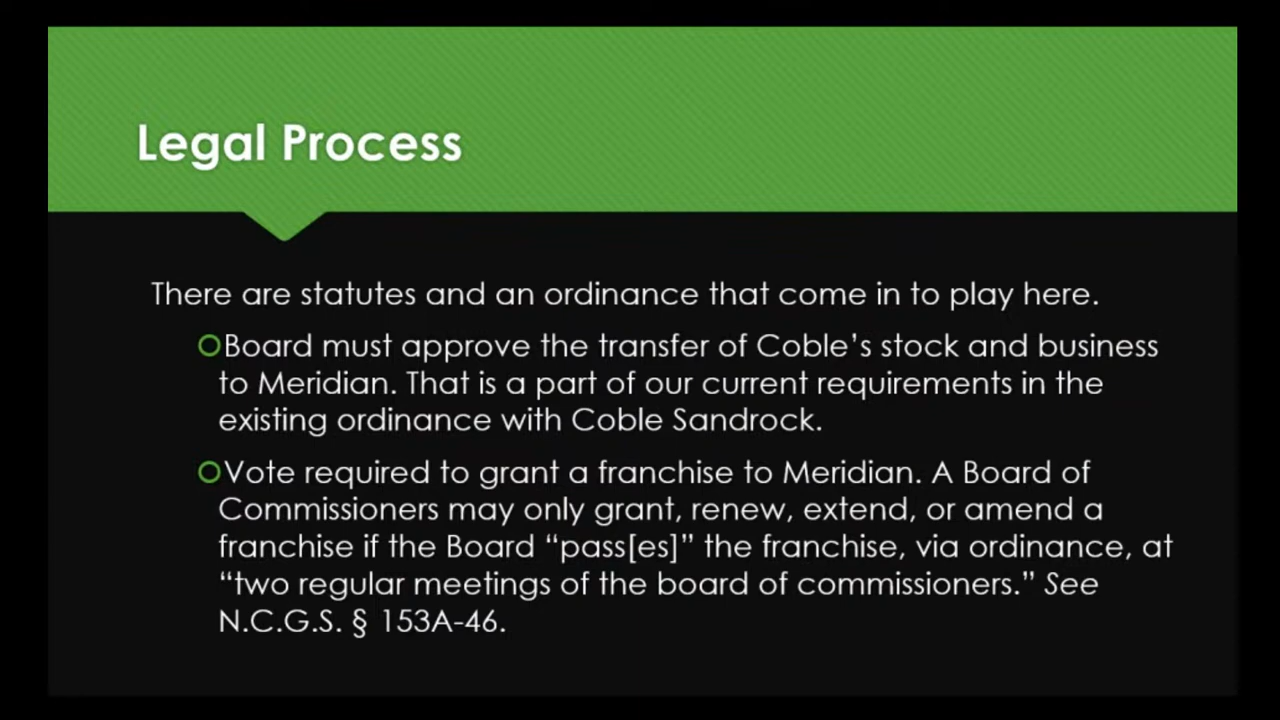 Legal Process
There are statutes and an ordinance that come in to play here.
Board must approve the transfer of Coble’s stock and business
to Meridian. That is a part of our current requirements in the
existing ordinance with Coble Sandrock.
Vote required to grant a franchise to Meridian. A Board of
Commissioners may only grant, renew, extend, or amend a
franchise if the Board “pass[es]” the franchise, via ordinance, at
“two regular meetings of the board of commissioners.” See
N.C.G.S. § 153A-46.